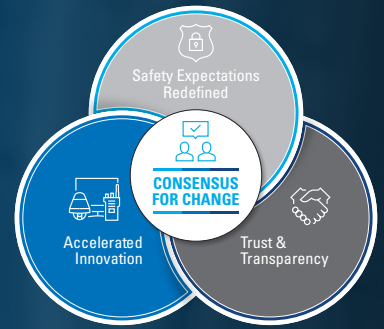 Safety Expectations
Redefined
CONSENSUS
FOR CHANGE
Accelerated
Innovation
Trust &
Transparency